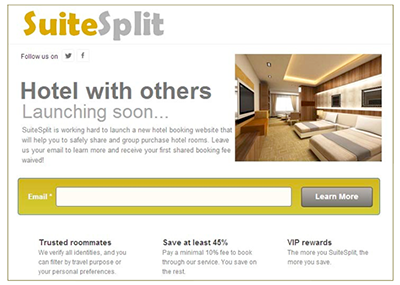 SuiteSplit
Follow us on
Hotel with others
Launching soon...
SuiteSplit is working hard to launch a new hotel booking website that
will help you to safely share and group purchase hotel rooms. Leave
us your email to learn more and receive your first shared booking fee
waived!
Email *
Learn More
Trusted roommates
We verify all identities, and you
can filter by travel purpose or
your personal preferences.
Save at least 45%
Pay a minimal 10% fee to book
through our service. You save on
the rest.
VIP rewards
The more you SuiteSplit, the
more you save.